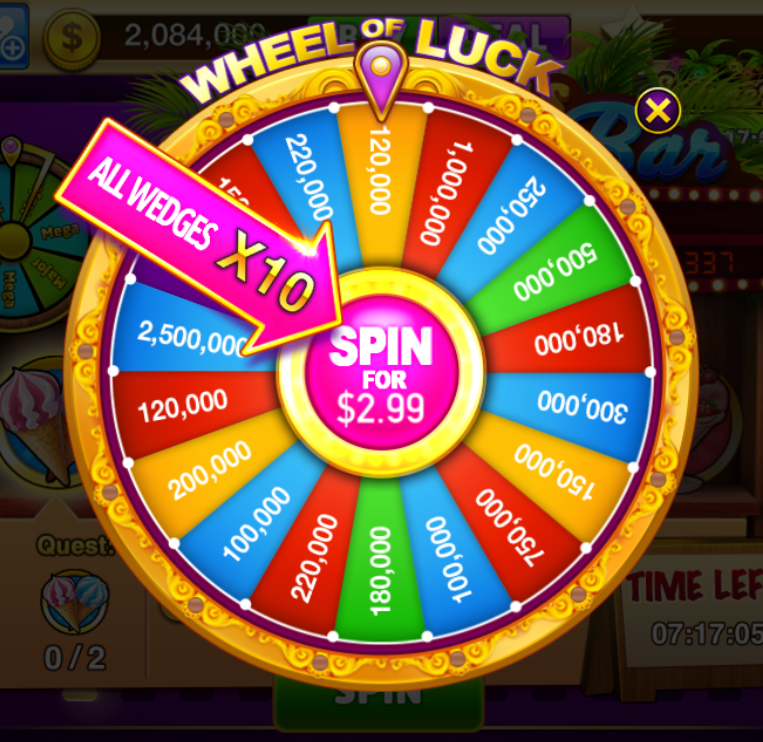 2,084,0
WHEEL OF LUCK
Bar
ALL WEDGES X10
120,000
1,000,000
250,000
500,000
180,000
300,000
150,000
750,000
100,000
180,000
220,000
100,000
200,000
120,000
2,500,000
220,000
SPIN
FOR
$2.99
Mega
Major
Mega
337
Quest:
0/2
TIME LEF
07:17:05
SPIN